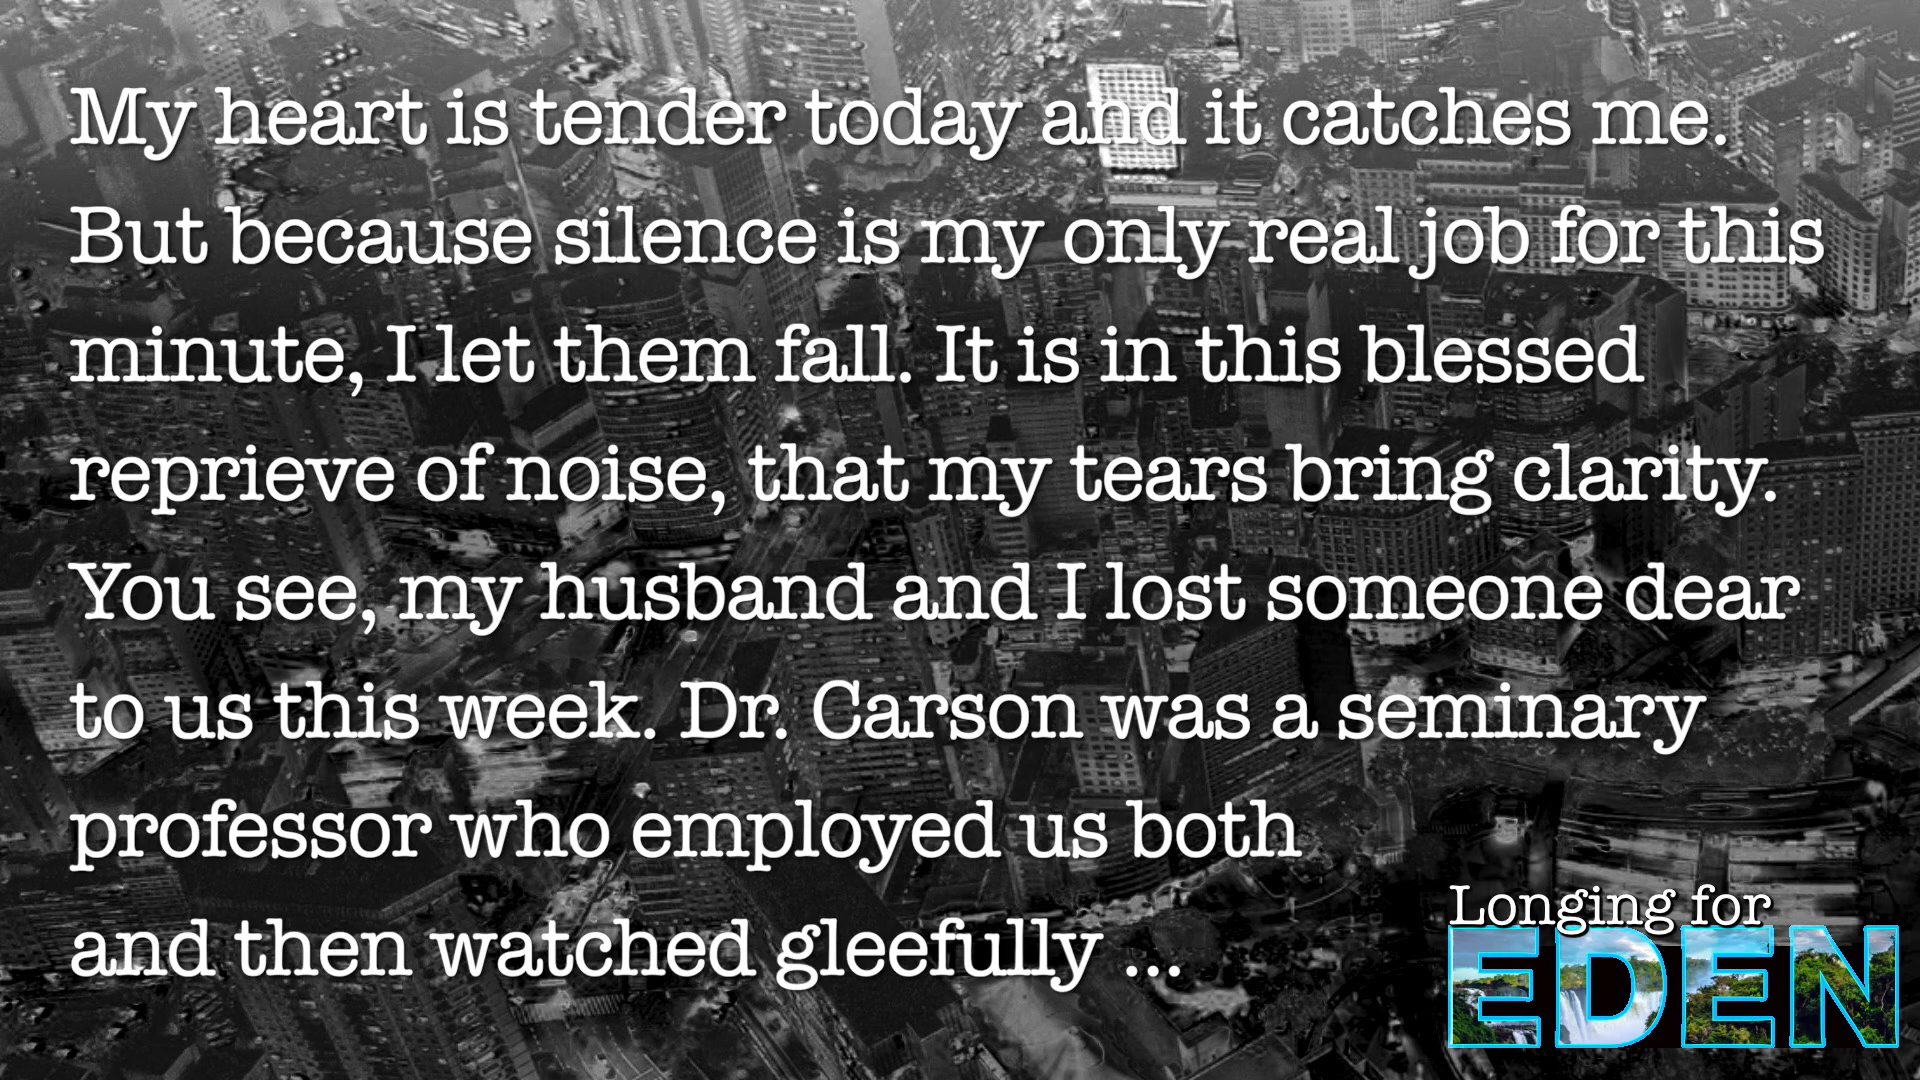 My heart is tender today and it catches me.
But because silence is my only real job for this
minute, I let them fall. It is in this blessed
reprieve of noise, that my tears bring clarity.
You see, my husband and I lost someone dear
to us this week. Dr. Carson was a seminary
professor who employed us both
and then watched gleefully ...
Longing for
EDEN